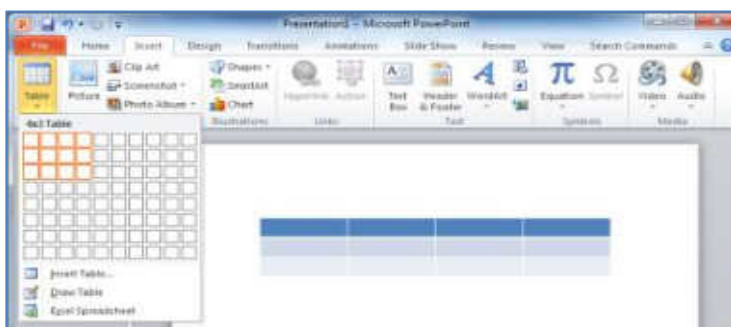 Presentation1 - Microsoft PowerPoint
File Home Insert Design Transitions Animations Slide Show Review View Search Commands
Table
Picture
Clip Art
Screenshot
Photo Album
Shapes
SmartArt
Chart
Hyperlink
Action
Text Box
Header & Footer
WordArt
Equation
Symbol
Video
Audio
Illustrations Links Text Symbols Media
4x3 Table
Insert Table...
Draw Table
Excel Spreadsheet